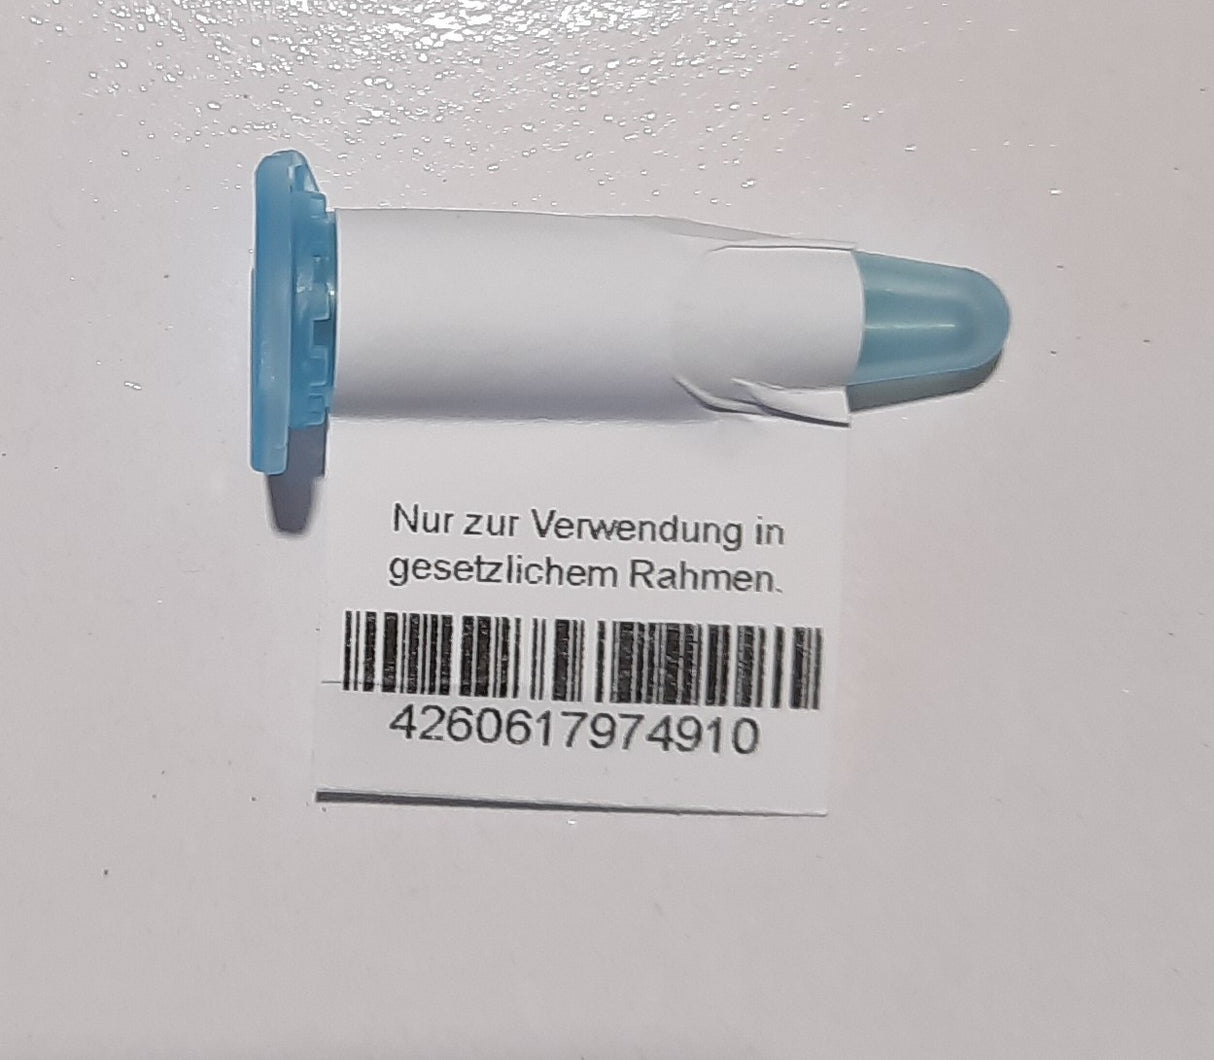 Nur zur Verwendung in
gesetzlichem Rahmen.
4260617974910